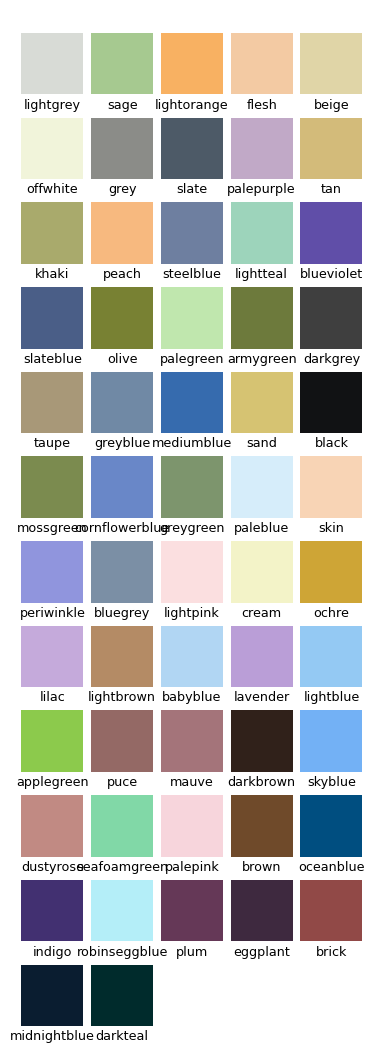 lightgrey sage lightorange flesh beige
offwhite grey slate palepurple tan
khaki peach steelblue lightteal blueviolet
slateblue olive palegreen armygreen darkgrey
taupe greyblue mediumblue sand black
mossgreen cornflowerblue greygreen paleblue skin
periwinkle bluegrey lightpink cream ochre
lilac lightbrown babyblue lavender lightblue
applegreen puce mauve darkbrown skyblue
dustyrose seafoamgreen palepink brown oceanblue
indigo robinseggblue plum eggplant brick
midnightblue darkteal